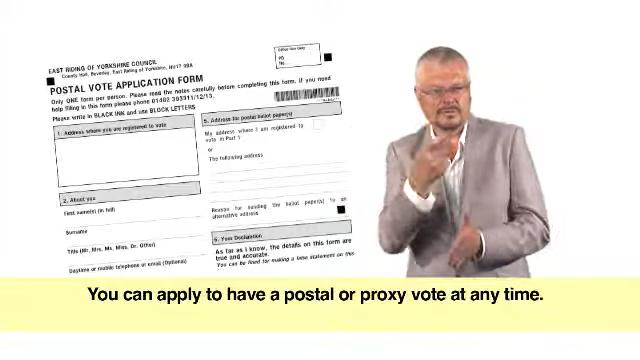 Office Use Only
PD
No.
EAST RIDING OF YORKSHIRE COUNCIL
County Hall, Beverley, East Riding of Yorkshire, HU17 9BA
POSTAL VOTE APPLICATION FORM
Only ONE form per person. Please read the notes carefully before completing this form. If you need
help filling in this form please phone 01482 393311/12/13.
Please write in BLACK INK and use BLOCK LETTERS
1. Address where you are registered to vote
2. About you
First name(s) (in full)
Surname
Title (Mr, Mrs, Ms, Miss, Dr, Other)
Daytime or mobile telephone or email (Optional)
5. Address for postal ballot paper(s)
My address where I am registered to
vote in Part 1
or
The following address
Reason for sending the ballot paper(s) to an
alternative address
6. Your Declaration
As far as I know, the details on this form are
true and accurate.
You can be fined for making a false statement on this
You can apply to have a postal or proxy vote at any time.